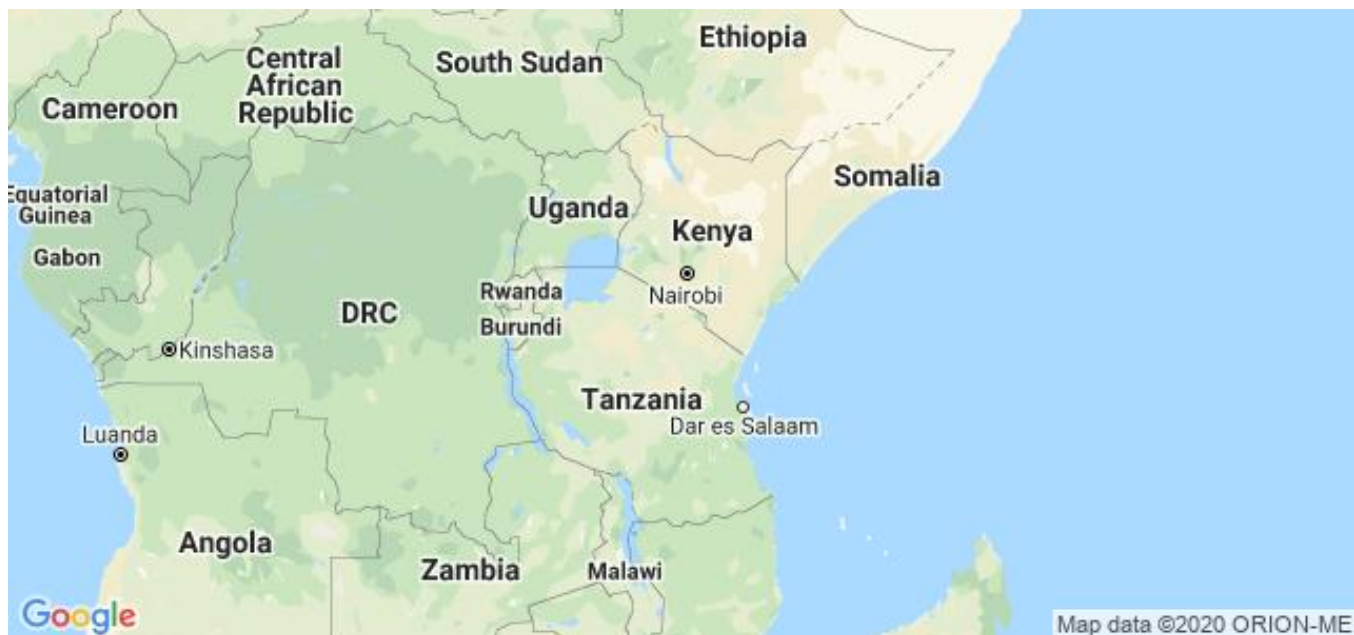 Ethiopia
Central
African
Republic
South Sudan
Cameroon
Somalia
Equatorial
Guinea
Uganda
Kenya
Gabon
Nairobi
Rwanda
DRC
Burundi
Kinshasa
Tanzania
Dar es Salaam
Luanda
Angola
Zambia
Malawi
Google
Map data ©2020 ORION-ME